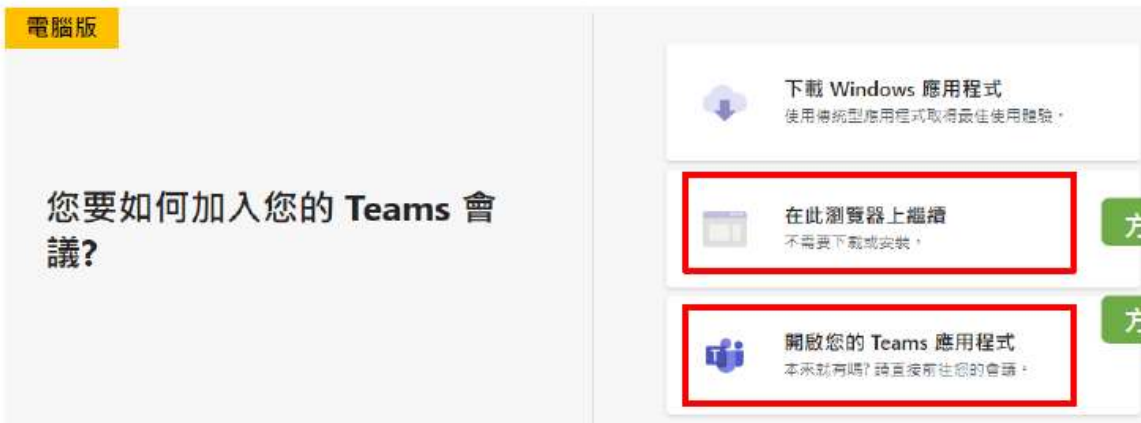 電腦版
您要如何加入您的 Teams 會
議?
下載 Windows 應用程式
使用傳統型應用程式取得最佳使用體驗。
在此瀏覽器上繼續
不需要下載或安裝。
方
開啟您的 Teams 應用程式
本來就有嗎? 請直接前往您的會議。
方